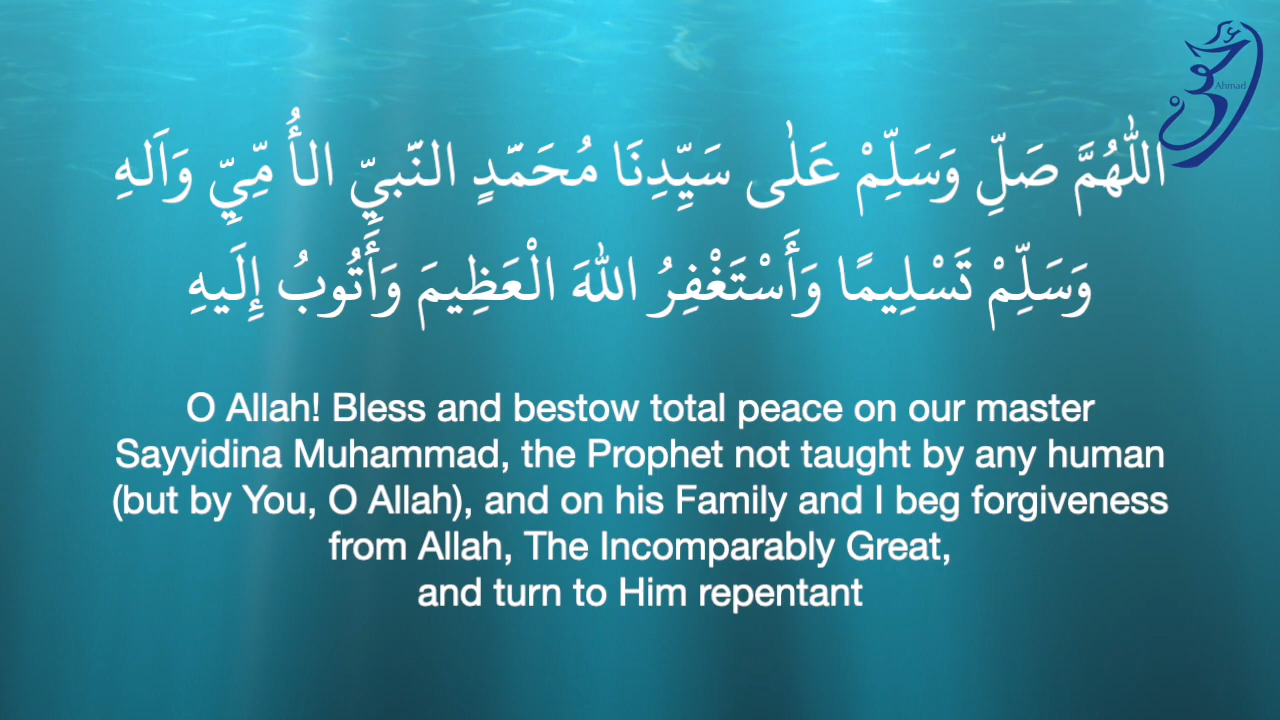 اللّٰهُمَّ صَلِّ وَسَلِّمْ عَلٰى سَيِّدِنَا مُحَمَّدٍ النَّبِيِّ الأُ مِّيِّ وَآلهِ
وَسَلِّمْ تَسْلِيمًا وَأَسْتَغْفِرُ اللهَ الْعَظِيمَ وَأَتُوبُ إِلَيهِ
O Allah! Bless and bestow total peace on our master
Sayyidina Muhammad, the Prophet not taught by any human
(but by You, O Allah), and on his Family and I beg forgiveness
from Allah, The Incomparably Great,
and turn to Him repentant
Ahmad